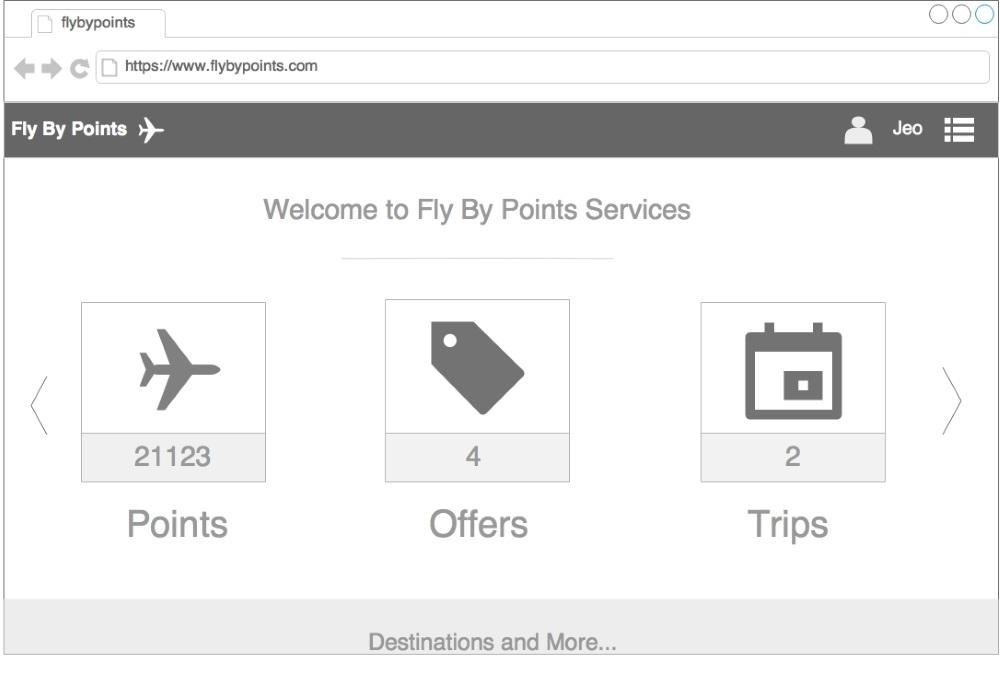 flybypoints
https://www.flybypoints.com
Fly By Points
Jeo
Welcome to Fly By Points Services
21123
4
2
Points
Offers
Trips
Destinations and More...